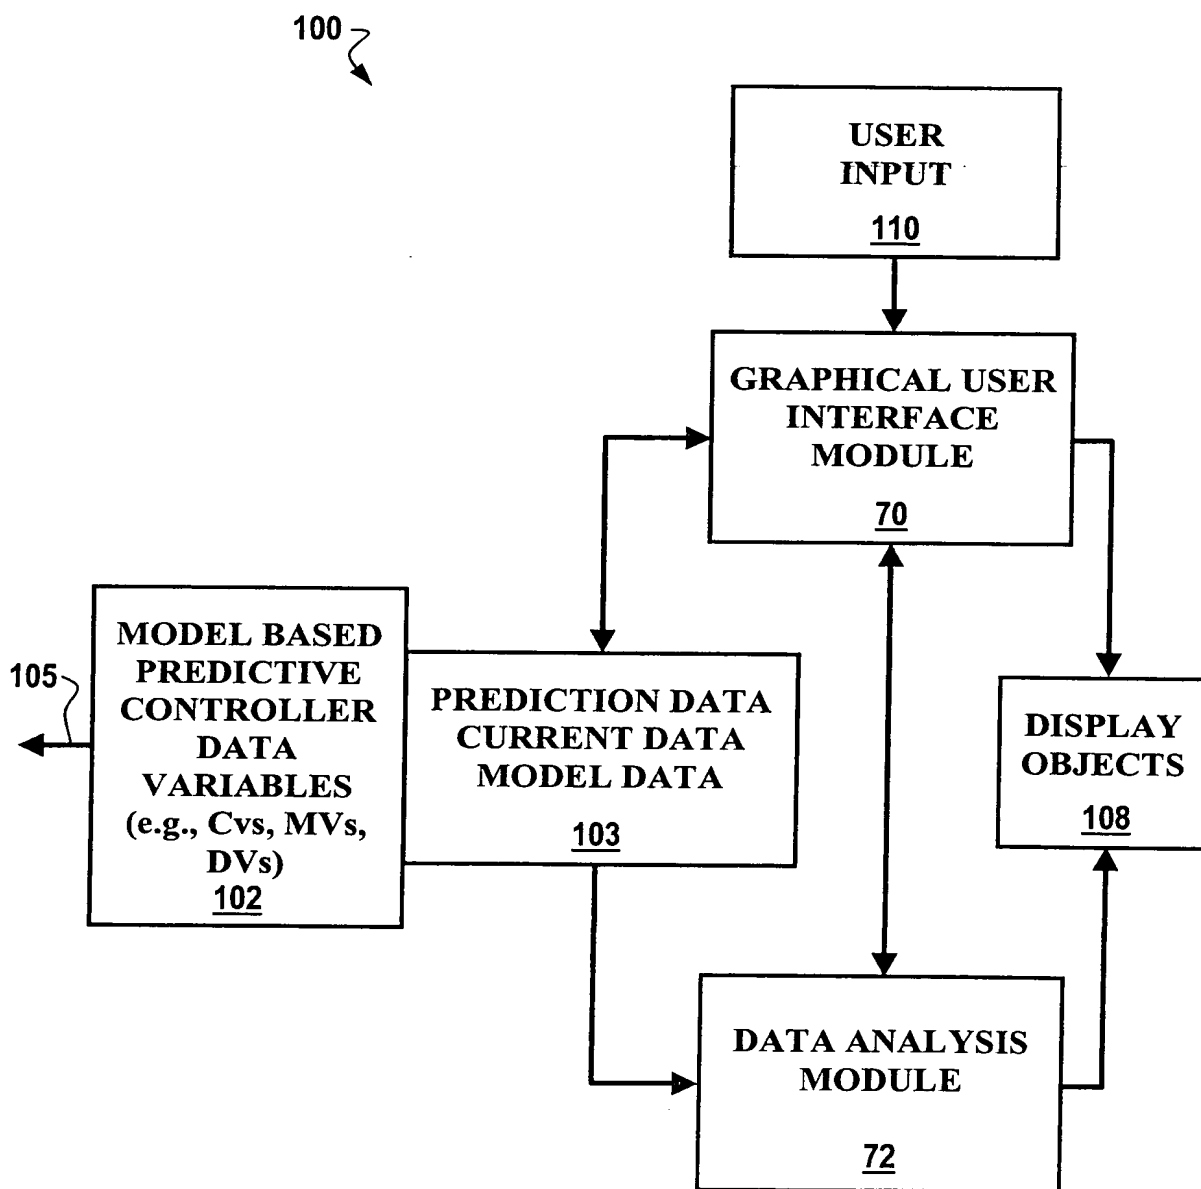 100
USER
INPUT
110
GRAPHICAL USER
INTERFACE
MODULE
70
MODEL BASED
PREDICTIVE
CONTROLLER
DATA
VARIABLES
(e.g., Cvs, MVs,
DVs)
102
105
PREDICTION DATA
CURRENT DATA
MODEL DATA
103
DISPLAY
OBJECTS
108
DATA ANALYSIS
MODULE
72